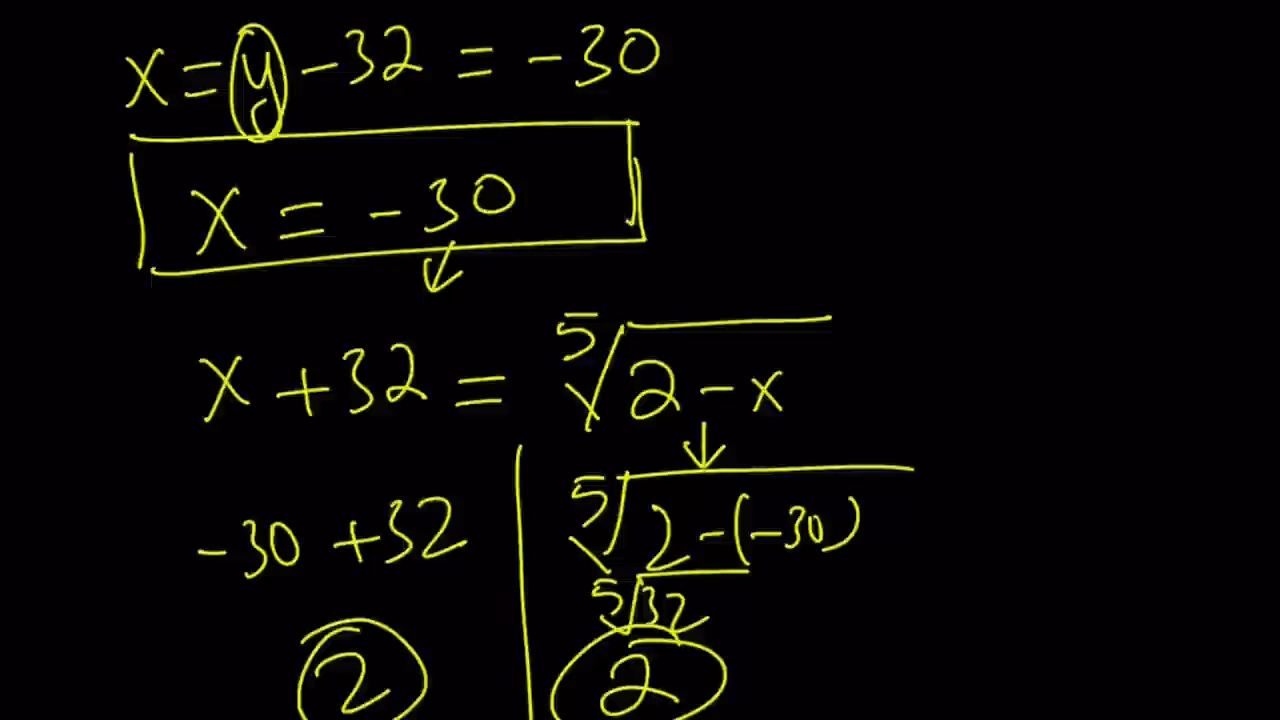 x = y - 32 = -30
x = -30
x + 32 = ⁵√(2 - x)
-30 + 32
⁵√(2 - (-30))
⁵√32
2
2